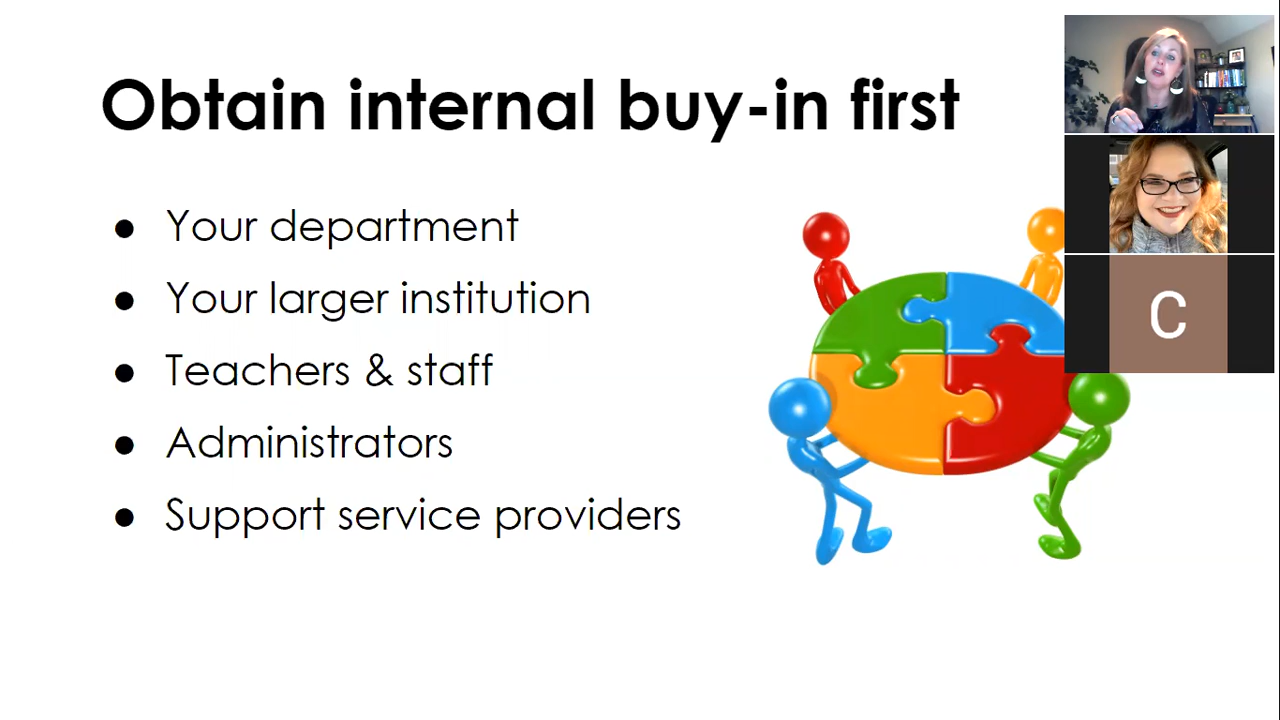 Obtain internal buy-in first
● Your department
● Your larger institution
● Teachers & staff
● Administrators
● Support service providers
C